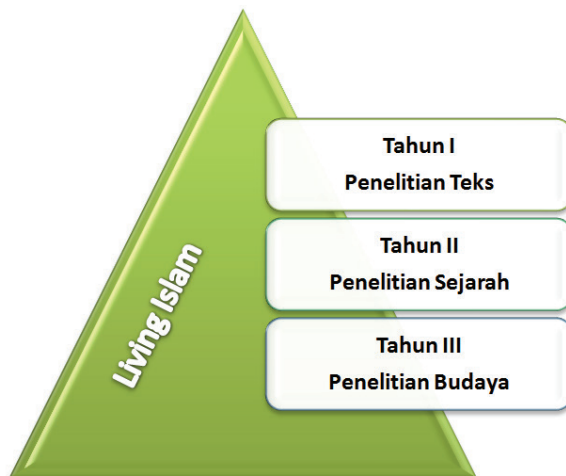 Living Islam
Tahun I
Penelitian Teks
Tahun II
Penelitian Sejarah
Tahun III
Penelitian Budaya